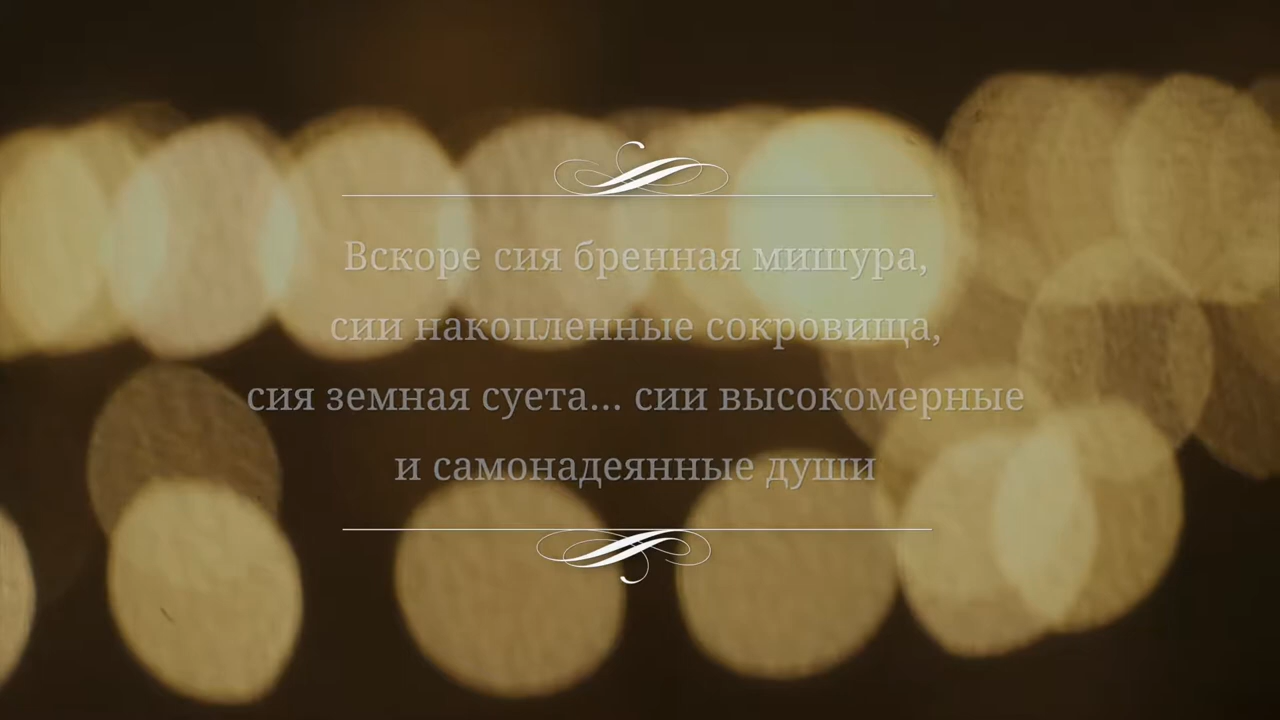 Вскоре сия бренная мишура,
сии накопленные сокровища,
сия земная суета... сии высокомерные
и самонадеянные души